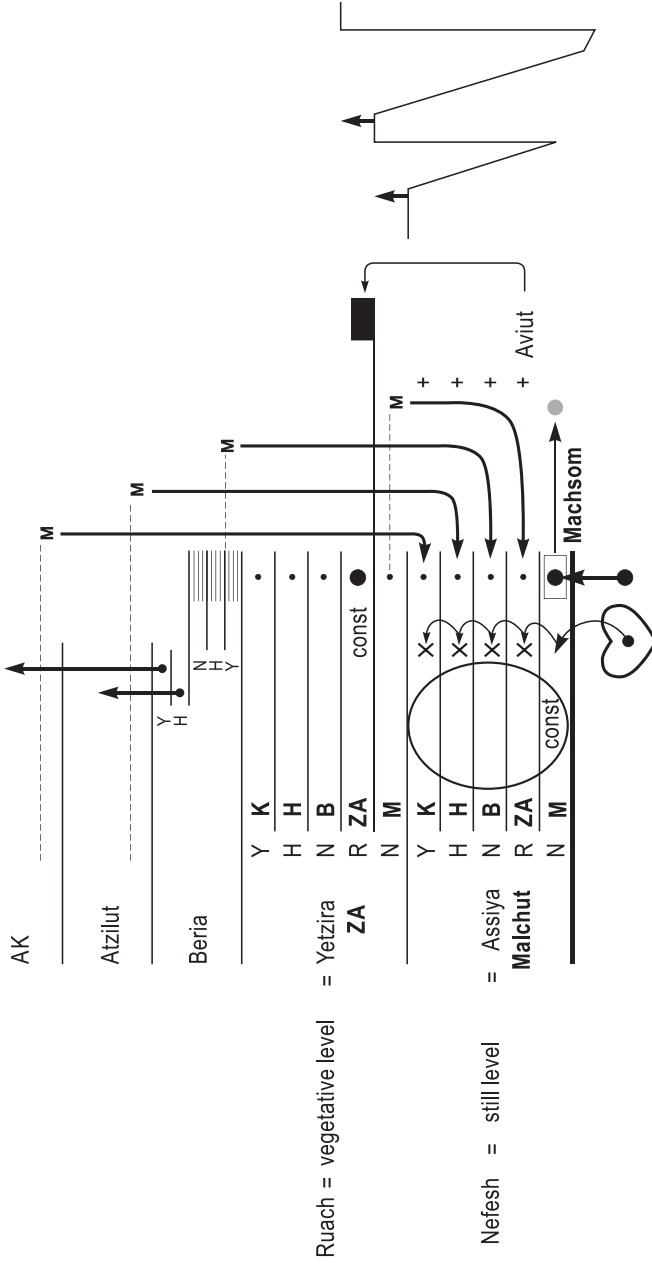 AK M
Atzilut M
Y
H
Beria
N
H
Y M
Y K
H H
N B
Ruach = vegetative level = Yetzira
ZA
R ZA const
N M M
Y K +
H H +
N B +
Nefesh = still level = Assiya
Malchut
R ZA + Aviut
N M const
Machsom